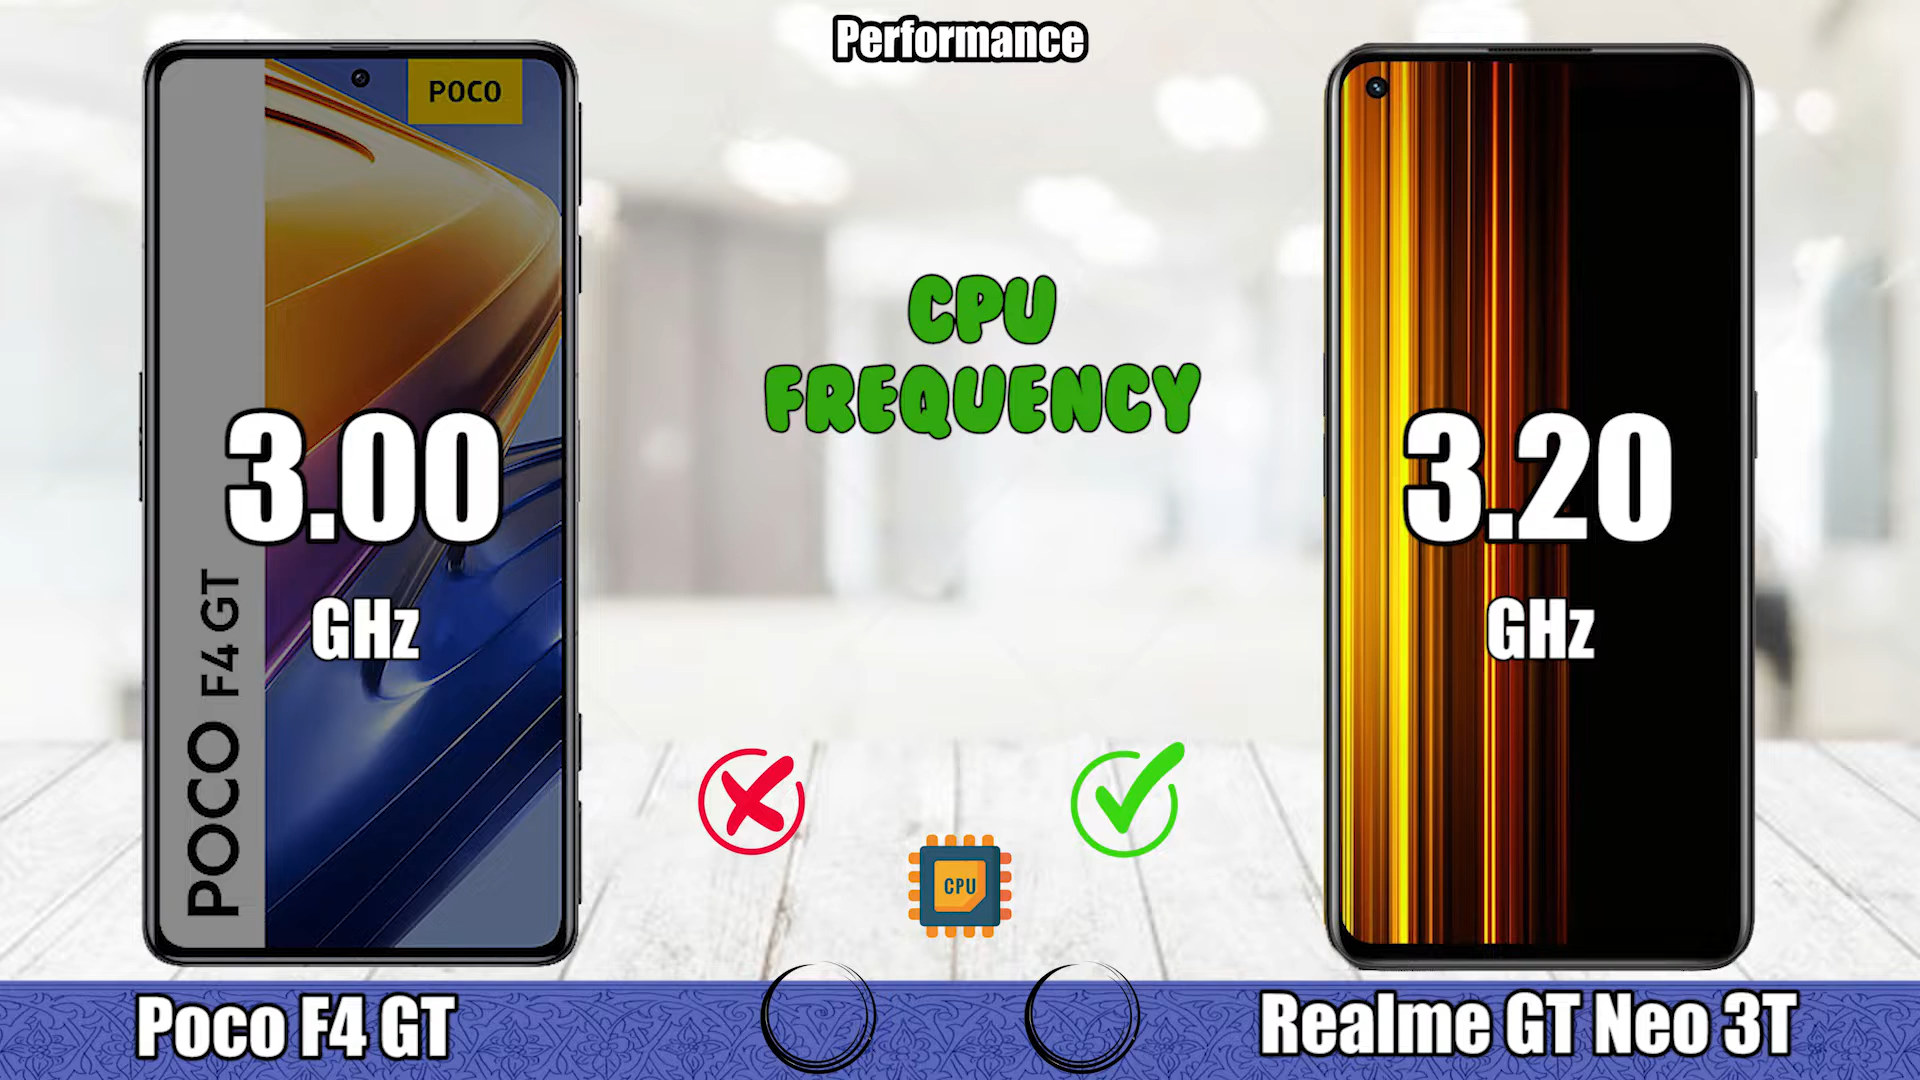 Performance
POCO
POCO F4 GT
3.00
GHz
CPU
FREQUENCY
3.20
GHz
CPU
Poco F4 GT
Realme GT Neo 3T